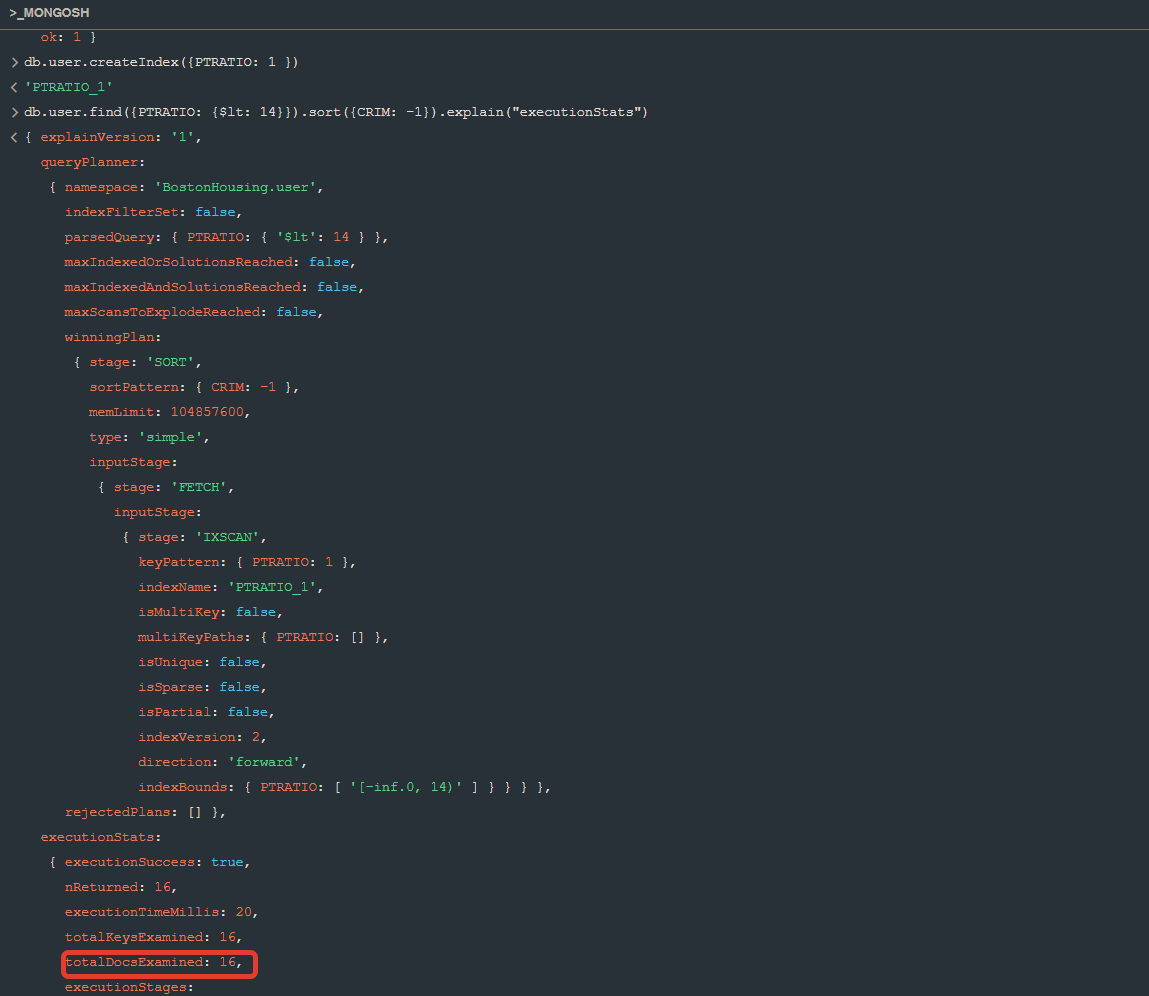 >_MONGOSH
ok: 1 }
> db.user.createIndex({PTRATIO: 1 })
< 'PTRATIO_1'
> db.user.find({PTRATIO: {$lt: 14}}).sort({CRIM: -1}).explain("executionStats")
< { explainVersion: '1',
queryPlanner:
{ namespace: 'BostonHousing.user',
indexFilterSet: false,
parsedQuery: { PTRATIO: { '$lt': 14 } },
maxIndexedOrSolutionsReached: false,
maxIndexedAndSolutionsReached: false,
maxScansToExplodeReached: false,
winningPlan:
{ stage: 'SORT',
sortPattern: { CRIM: -1 },
memLimit: 104857600,
type: 'simple',
inputStage:
{ stage: 'FETCH',
inputStage:
{ stage: 'IXSCAN',
keyPattern: { PTRATIO: 1 },
indexName: 'PTRATIO_1',
isMultiKey: false,
multiKeyPaths: { PTRATIO: [] },
isUnique: false,
isSparse: false,
isPartial: false,
indexVersion: 2,
direction: 'forward',
indexBounds: { PTRATIO: [ '[-inf.0, 14)' ] } } } },
rejectedPlans: [] },
executionStats:
{ executionSuccess: true,
nReturned: 16,
executionTimeMillis: 20,
totalKeysExamined: 16,
totalDocsExamined: 16,
executionStages: